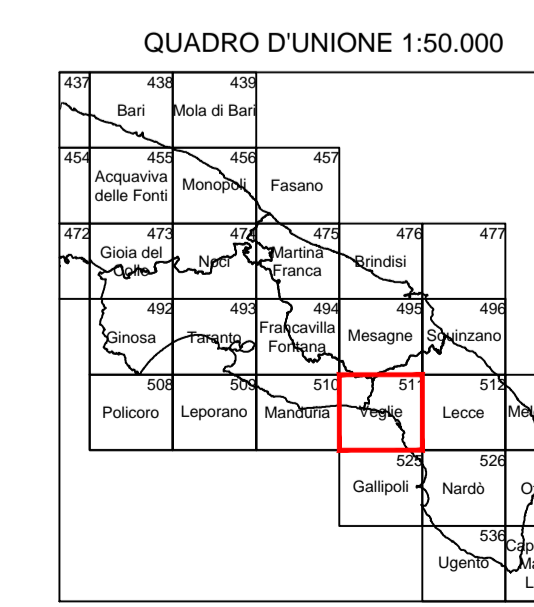 QUADRO D'UNIONE 1:50.000
437 438 439
Bari Mola di Bari
454 455 456 457
Acquaviva
delle Fonti Monopoli Fasano
472 473 474 475 476 477
Gioia del
Colle Noci Martina
Franca Brindisi
492 493 494 495 496
Ginosa Taranto Francavilla
Fontana Mesagne Squinzano
508 509 510 511 512
Policoro Leporano Manduria Veglie Lecce
525 526
Gallipoli Nardò
536
Ugento